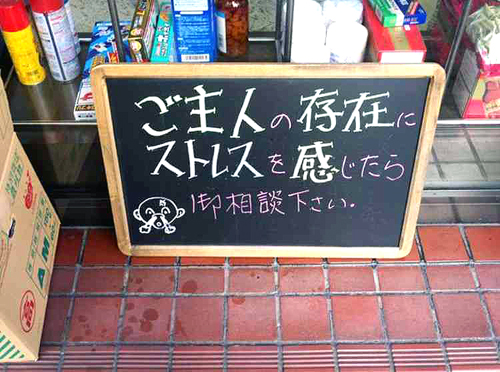 ご主人の存在に
ストレスを感じたら
御相談下さい。